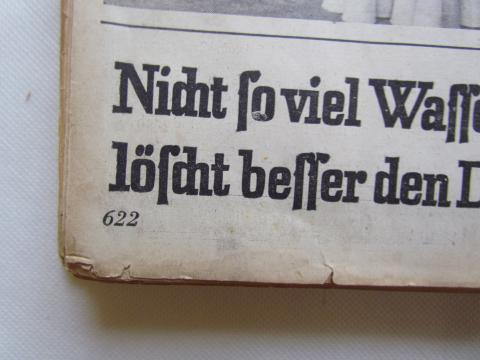 Nicht ſo viel Waſſe
löſcht beſſer den D
622